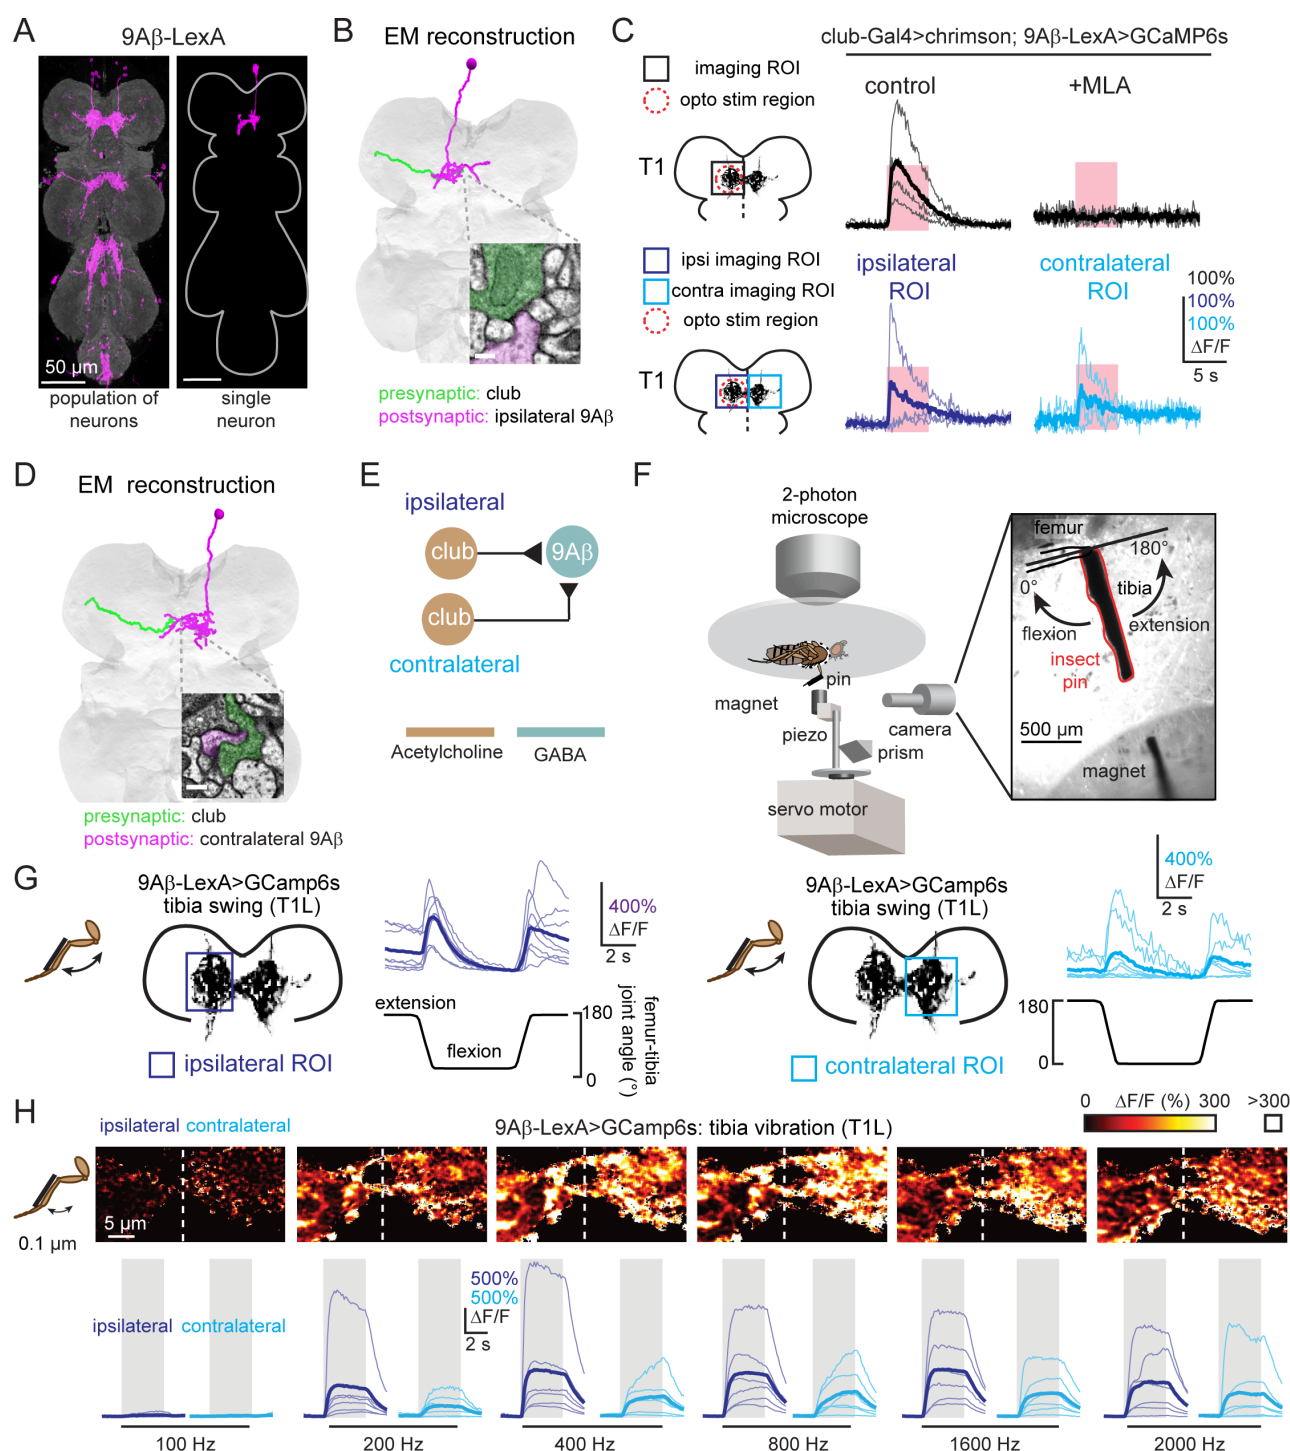 A
9Aβ-LexA
50 μm
population of
neurons
single
neuron
B
EM reconstruction
presynaptic: club
postsynaptic: ipsilateral 9Aβ
C
club-Gal4>chrimson; 9Aβ-LexA>GCaMP6s
imaging ROI
opto stim region
control
+MLA
T1
ipsi imaging ROI
contra imaging ROI
opto stim region
ipsilateral
ROI
contralateral
ROI
100%
100%
100%
ΔF/F
5 s
T1
D
EM reconstruction
presynaptic: club
postsynaptic: contralateral 9Aβ
E
ipsilateral
club
9Aβ
club
contralateral
Acetylcholine
GABA
F
2-photon
microscope
pin
magnet
piezo
camera
prism
servo motor
femur
180°
0°
tibia
flexion
extension
insect
pin
500 μm
magnet
G
9Aβ-LexA>GCamp6s
tibia swing (T1L)
400%
ΔF/F
2 s
extension
flexion
180
0
femur-tibia
joint angle (°)
ipsilateral ROI
9Aβ-LexA>GCamp6s
tibia swing (T1L)
400%
ΔF/F
2 s
180
0
contralateral ROI
H
ipsilateral
contralateral
9Aβ-LexA>GCamp6s: tibia vibration (T1L)
0 ΔF/F (%) 300
>300
5 μm
0.1 μm
ipsilateral
contralateral
500%
500%
ΔF/F
2 s
100 Hz
200 Hz
400 Hz
800 Hz
1600 Hz
2000 Hz